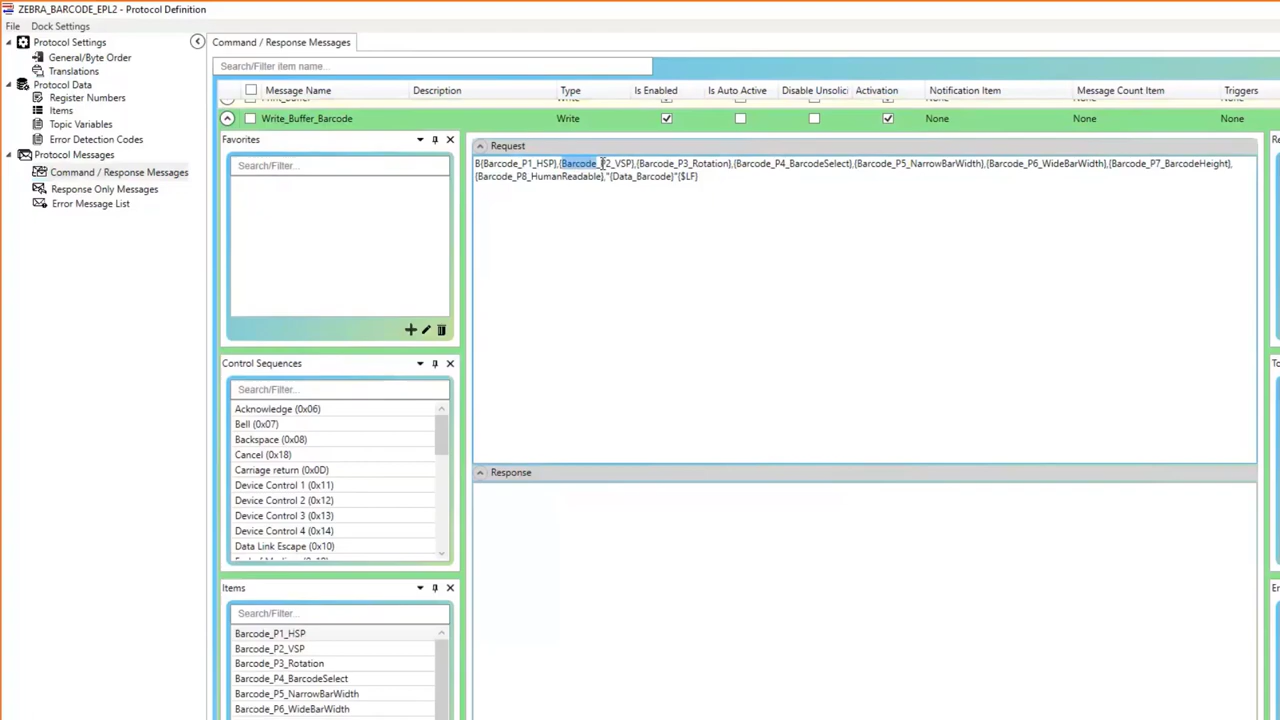 ZEBRA_BARCODE_EPL2 - Protocol Definition
File Dock Settings
Protocol Settings
General/Byte Order
Translations
Protocol Data
Register Numbers
Items
Topic Variables
Error Detection Codes
Protocol Messages
Command / Response Messages
Response Only Messages
Error Message List
Command / Response Messages
Search/Filter item name...
Message Name Description Type Is Enabled Is Auto Active Disable Unsolici Activation Notification Item Message Count Item Triggers
Print_Buffer Write None None None
Write_Buffer_Barcode Write None None None
Favorites
Search/Filter...
Control Sequences
Search/Filter...
Acknowledge (0x06)
Bell (0x07)
Backspace (0x08)
Cancel (0x18)
Carriage return (0x0D)
Device Control 1 (0x11)
Device Control 2 (0x12)
Device Control 3 (0x13)
Device Control 4 (0x14)
Data Link Escape (0x10)
Items
Search/Filter...
Barcode_P1_HSP
Barcode_P2_VSP
Barcode_P3_Rotation
Barcode_P4_BarcodeSelect
Barcode_P5_NarrowBarWidth
Barcode_P6_WideBarWidth
Request
B{Barcode_P1_HSP},{Barcode_P2_VSP},{Barcode_P3_Rotation},{Barcode_P4_BarcodeSelect},{Barcode_P5_NarrowBarWidth},{Barcode_P6_WideBarWidth},{Barcode_P7_BarcodeHeight},
{Barcode_P8_HumanReadable},"{Data_Barcode}"{$LF}
Response